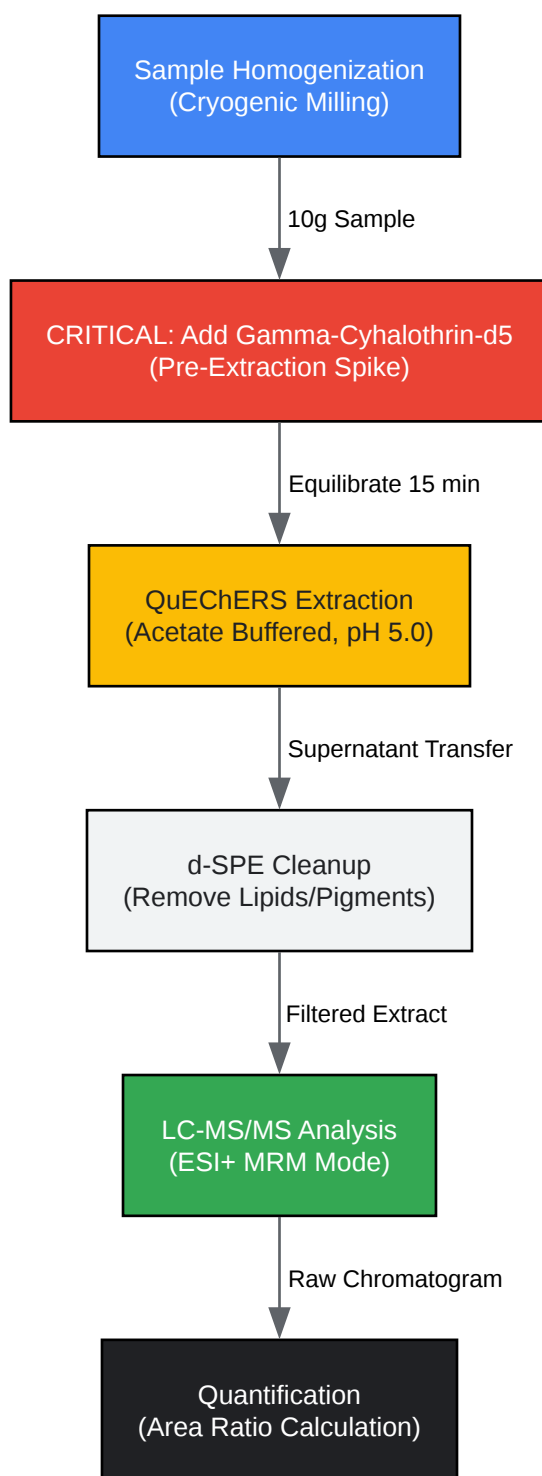 Sample Homogenization
(Cryogenic Milling)
10g Sample
CRITICAL: Add Gamma-Cyhalothrin-d5
(Pre-Extraction Spike)
Equilibrate 15 min
QuEChERS Extraction
(Acetate Buffered, pH 5.0)
Supernatant Transfer
d-SPE Cleanup
(Remove Lipids/Pigments)
Filtered Extract
LC-MS/MS Analysis
(ESI+ MRM Mode)
Raw Chromatogram
Quantification
(Area Ratio Calculation)